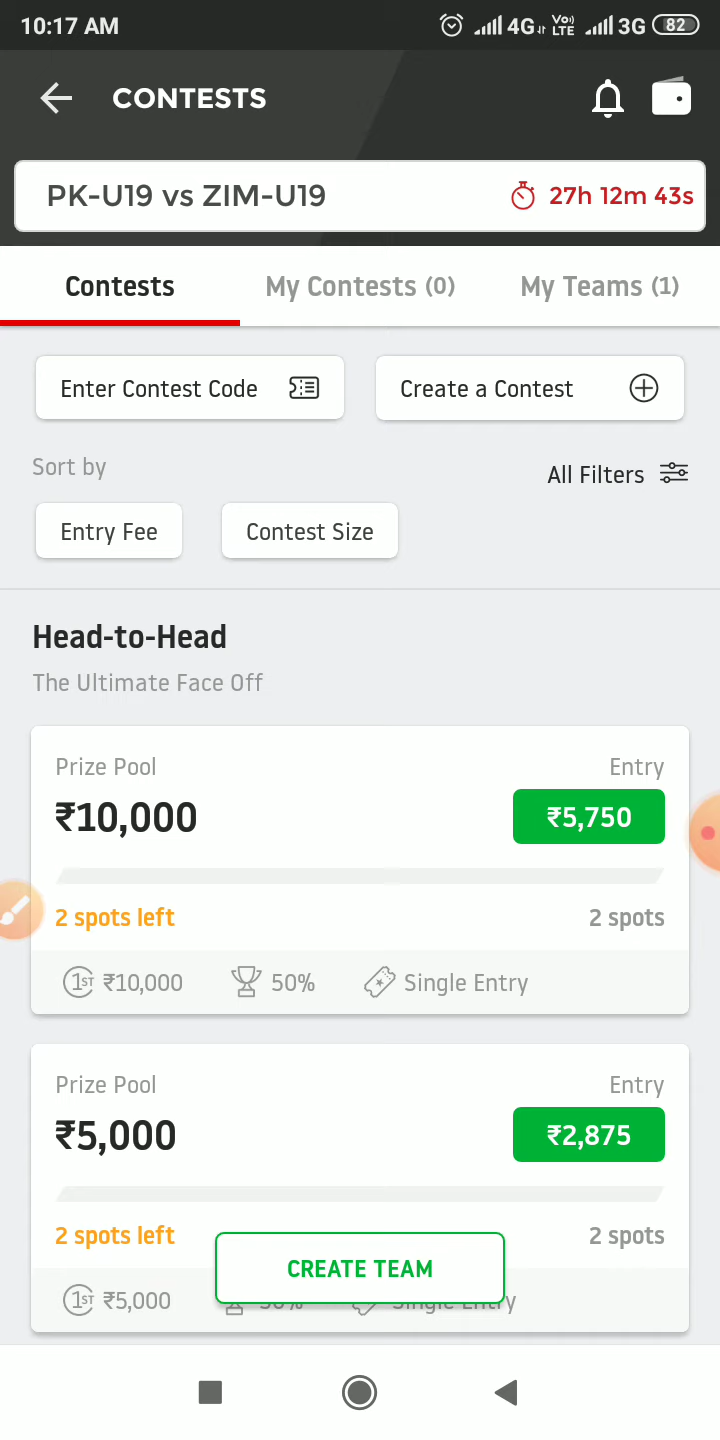 10:17 AM 4G Vo) LTE 3G 82
CONTESTS
PK-U19 vs ZIM-U19 27h 12m 43s
Contests My Contests (0) My Teams (1)
Enter Contest Code Create a Contest
Sort by All Filters
Entry Fee Contest Size
Head-to-Head
The Ultimate Face Off
Prize Pool Entry
₹10,000 ₹5,750
2 spots left 2 spots
1ST ₹10,000 50% Single Entry
Prize Pool Entry
₹5,000 ₹2,875
2 spots left 2 spots
CREATE TEAM
1ST ₹5,000 50% Single Entry